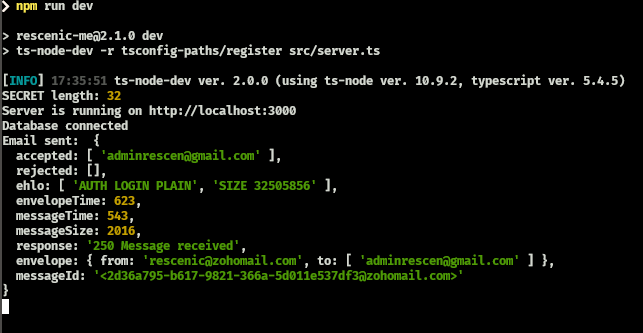 ❯ npm run dev
> rescenic-me@2.1.0 dev
> ts-node-dev -r tsconfig-paths/register src/server.ts
[INFO] 17:35:51 ts-node-dev ver. 2.0.0 (using ts-node ver. 10.9.2, typescript ver. 5.4.5)
SECRET length: 32
Server is running on http://localhost:3000
Database connected
Email sent:  {
  accepted: [ 'adminrescen@gmail.com' ],
  rejected: [],
  ehlo: [ 'AUTH LOGIN PLAIN', 'SIZE 32505856' ],
  envelopeTime: 623,
  messageTime: 543,
  messageSize: 2016,
  response: '250 Message received',
  envelope: { from: 'rescenic@zohomail.com', to: [ 'adminrescen@gmail.com' ] },
  messageId: '<2d36a795-b617-9821-366a-5d011e537df3@zohomail.com>'
}